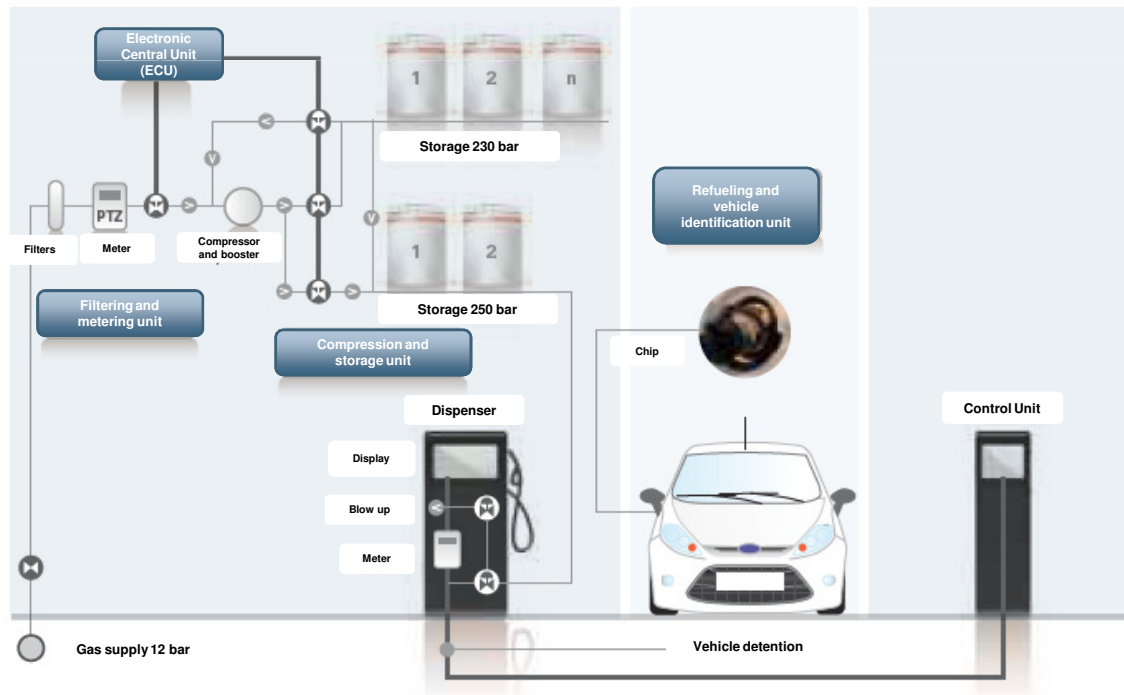 Electronic
Central Unit
(ECU)
1
2
n
Storage 230 bar
Refueling and
vehicle
identification unit
PTZ
Filters
Meter
Compressor
and booster
1
2
Storage 250 bar
Filtering and
metering unit
Compression and
storage unit
Chip
Dispenser
Control Unit
Display
Blow up
Meter
Gas supply 12 bar
Vehicle detention